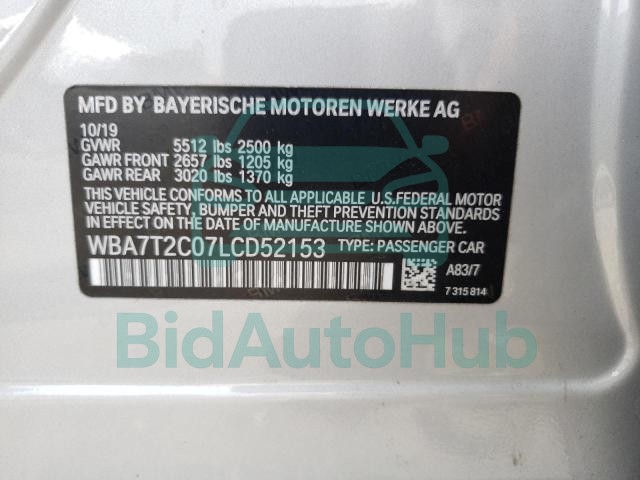 MFD BY BAYERISCHE MOTOREN WERKE AG
10/19
GVWR 5512 lbs 2500 kg
GAWR FRONT 2657 lbs 1205 kg
GAWR REAR 3020 lbs 1370 kg
THIS VEHICLE CONFORMS TO ALL APPLICABLE U.S.FEDERAL MOTOR
VEHICLE SAFETY, BUMPER AND THEFT PREVENTION STANDARDS
IN EFFECT ON THE DATE OF MANUFACTURE SHOWN ABOVE.
WBA7T2C07LCD52153 TYPE: PASSENGER CAR
A83/7
7 315 814
BidAutoHub